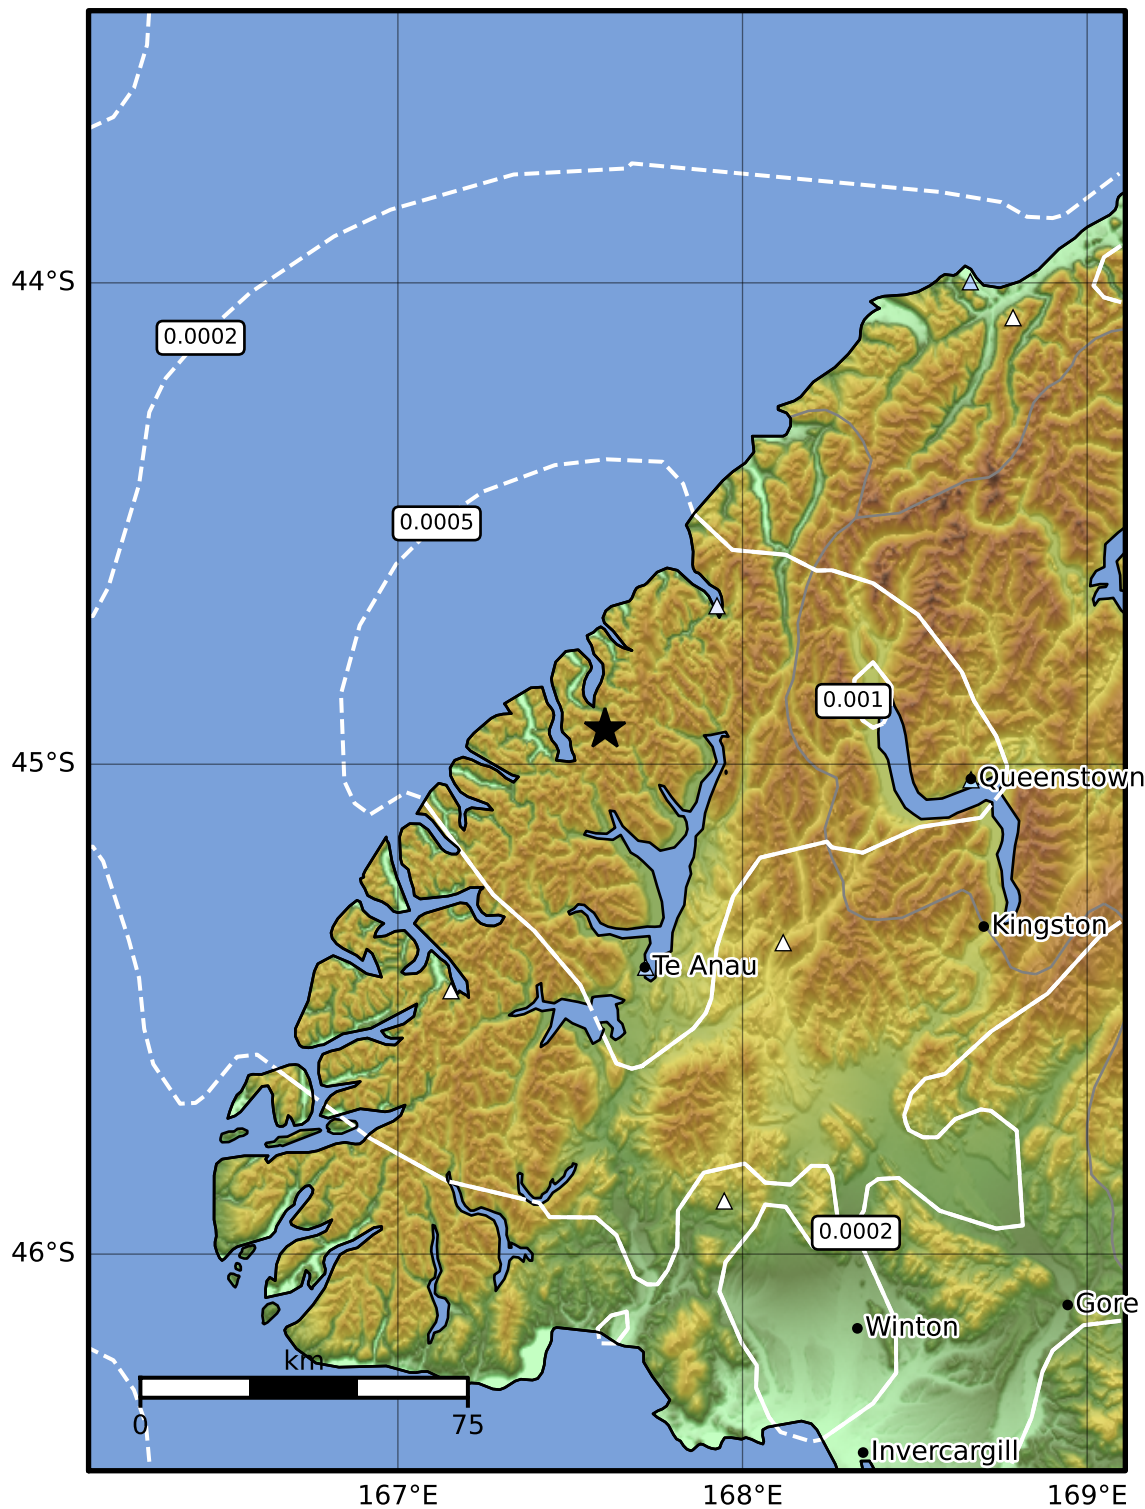 44°S
0.0002
0.0005
0.001
45°S
Queenstown
Kingston
Te Anau
0.0002
46°S
Gore
Winton
km
0
75
Invercargill
167°E
168°E
169°E